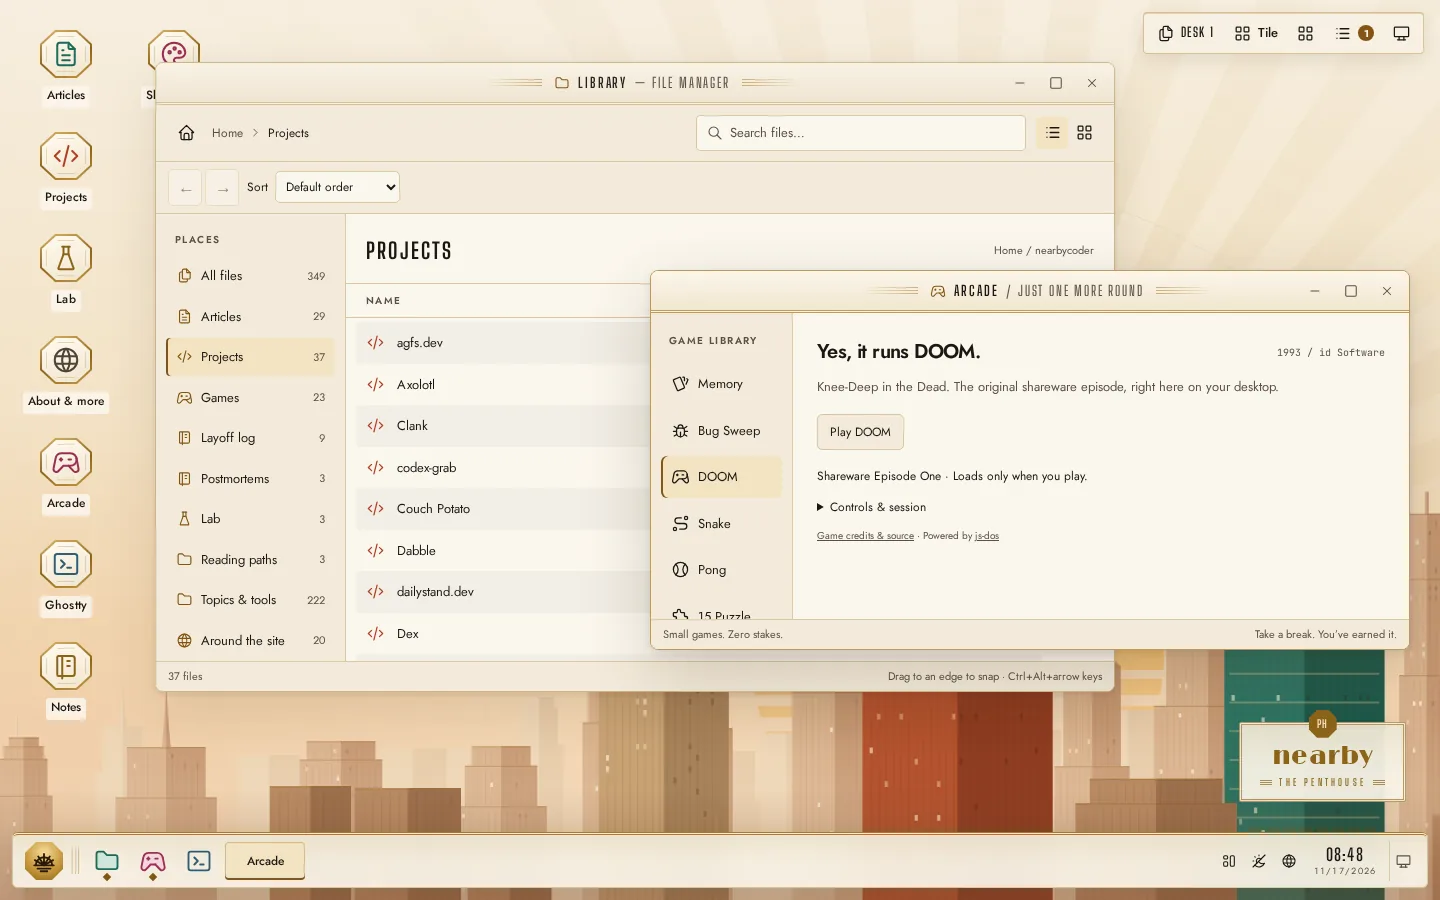 DESK 1
Tile
1
Articles
Sl
Projects
Lab
About & more
Arcade
Ghostty
Notes
LIBRARY — FILE MANAGER
Home
Projects
Search files...
← →
Sort
Default order
PLACES
All files 349
Articles 29
Projects 37
Games 23
Layoff log 9
Postmortems 3
Lab 3
Reading paths 3
Topics & tools 222
Around the site 20
PROJECTS
Home / nearbycoder
NAME
agfs.dev
Axolotl
Clank
codex-grab
Couch Potato
Dabble
dailystand.dev
Dex
37 files
Drag to an edge to snap · Ctrl+Alt+arrow keys
ARCADE / JUST ONE MORE ROUND
GAME LIBRARY
Memory
Bug Sweep
DOOM
Snake
Pong
15 Puzzle
Yes, it runs DOOM.
1993 / id Software
Knee-Deep in the Dead. The original shareware episode, right here on your desktop.
Play DOOM
Shareware Episode One · Loads only when you play.
Controls & session
Game credits & source · Powered by js-dos
Small games. Zero stakes.
Take a break. You've earned it.
PH
nearby
THE PENTHOUSE
Arcade
08:48
11/17/2026